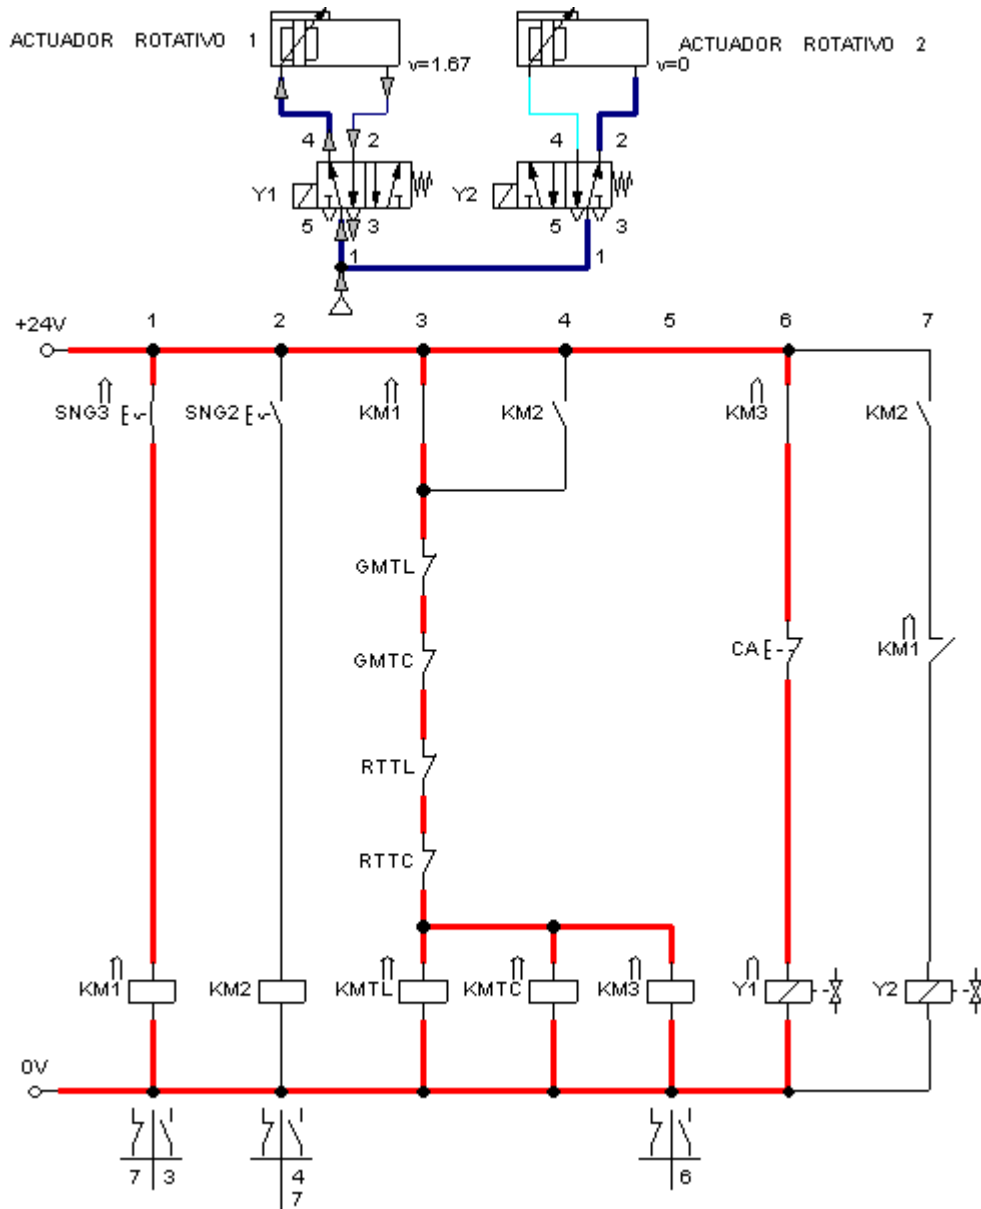 ACTUADOR ROTATIVO 1
ACTUADOR ROTATIVO 2
v=1.67
v=0
4 2
4 2
Y1
Y2
5 3
5 3
1
1
+24V
1 2 3 4 5 6 7
SNG3 SNG2 KM1 KM2 KM3 KM2
GMTL
GMTC CA KM1
RTTL
RTTC
KM1 KM2 KMTL KMTC KM3 Y1 Y2
0V
7 3 4 6
7